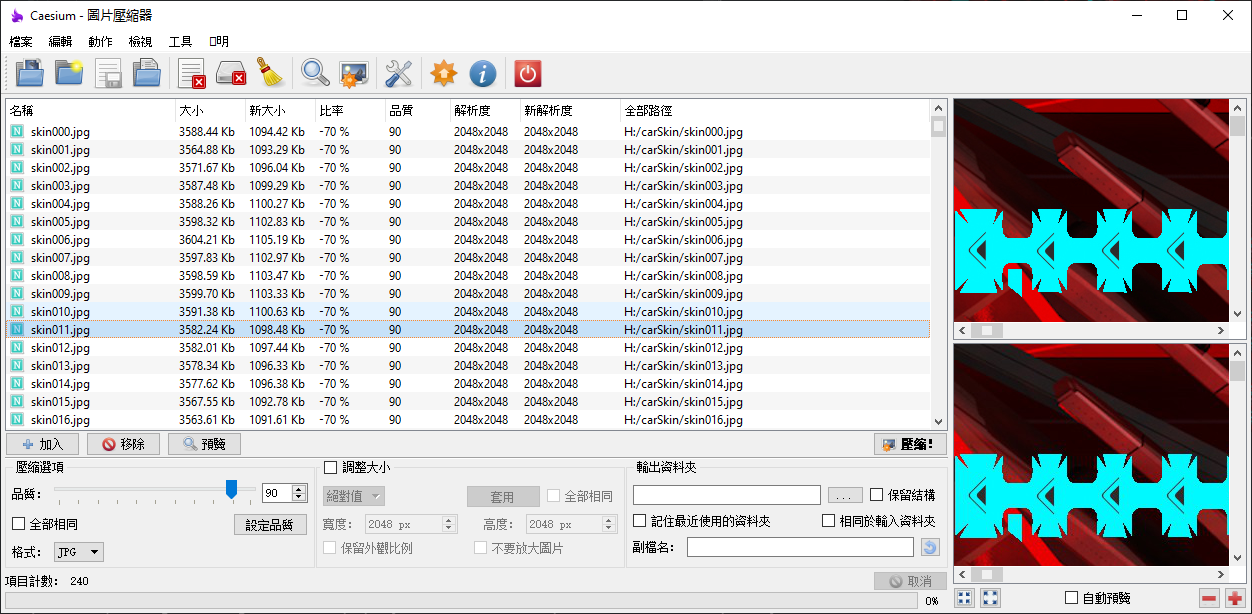 Caesium - 圖片壓縮器
檔案 編輯 動作 檢視 工具 明
名稱 大小 新大小 比率 品質 解析度 新解析度 全部路徑
skin000.jpg 3588.44 Kb 1094.42 Kb -70 % 90 2048x2048 2048x2048 H:/carSkin/skin000.jpg
skin001.jpg 3564.88 Kb 1093.29 Kb -70 % 90 2048x2048 2048x2048 H:/carSkin/skin001.jpg
skin002.jpg 3571.67 Kb 1096.04 Kb -70 % 90 2048x2048 2048x2048 H:/carSkin/skin002.jpg
skin003.jpg 3587.48 Kb 1099.29 Kb -70 % 90 2048x2048 2048x2048 H:/carSkin/skin003.jpg
skin004.jpg 3588.26 Kb 1100.27 Kb -70 % 90 2048x2048 2048x2048 H:/carSkin/skin004.jpg
skin005.jpg 3598.32 Kb 1102.83 Kb -70 % 90 2048x2048 2048x2048 H:/carSkin/skin005.jpg
skin006.jpg 3604.21 Kb 1105.19 Kb -70 % 90 2048x2048 2048x2048 H:/carSkin/skin006.jpg
skin007.jpg 3597.83 Kb 1102.97 Kb -70 % 90 2048x2048 2048x2048 H:/carSkin/skin007.jpg
skin008.jpg 3598.59 Kb 1103.47 Kb -70 % 90 2048x2048 2048x2048 H:/carSkin/skin008.jpg
skin009.jpg 3599.70 Kb 1103.33 Kb -70 % 90 2048x2048 2048x2048 H:/carSkin/skin009.jpg
skin010.jpg 3591.38 Kb 1100.63 Kb -70 % 90 2048x2048 2048x2048 H:/carSkin/skin010.jpg
skin011.jpg 3582.24 Kb 1098.48 Kb -70 % 90 2048x2048 2048x2048 H:/carSkin/skin011.jpg
skin012.jpg 3582.01 Kb 1097.44 Kb -70 % 90 2048x2048 2048x2048 H:/carSkin/skin012.jpg
skin013.jpg 3578.34 Kb 1096.33 Kb -70 % 90 2048x2048 2048x2048 H:/carSkin/skin013.jpg
skin014.jpg 3577.62 Kb 1096.38 Kb -70 % 90 2048x2048 2048x2048 H:/carSkin/skin014.jpg
skin015.jpg 3567.55 Kb 1092.78 Kb -70 % 90 2048x2048 2048x2048 H:/carSkin/skin015.jpg
skin016.jpg 3563.61 Kb 1091.61 Kb -70 % 90 2048x2048 2048x2048 H:/carSkin/skin016.jpg
加入 移除 預覽 壓縮!
壓縮選項
品質: 90
全部相同 設定品質
格式: JPG
調整大小
絕對值 套用 全部相同
寬度: 2048 px 高度: 2048 px
保留外觀比例 不要放大圖片
輸出資料夾
... 保留結構
記住最近使用的資料夾 相同於輸入資料夾
副檔名:
項目計數: 240 取消
0% 自動預覽